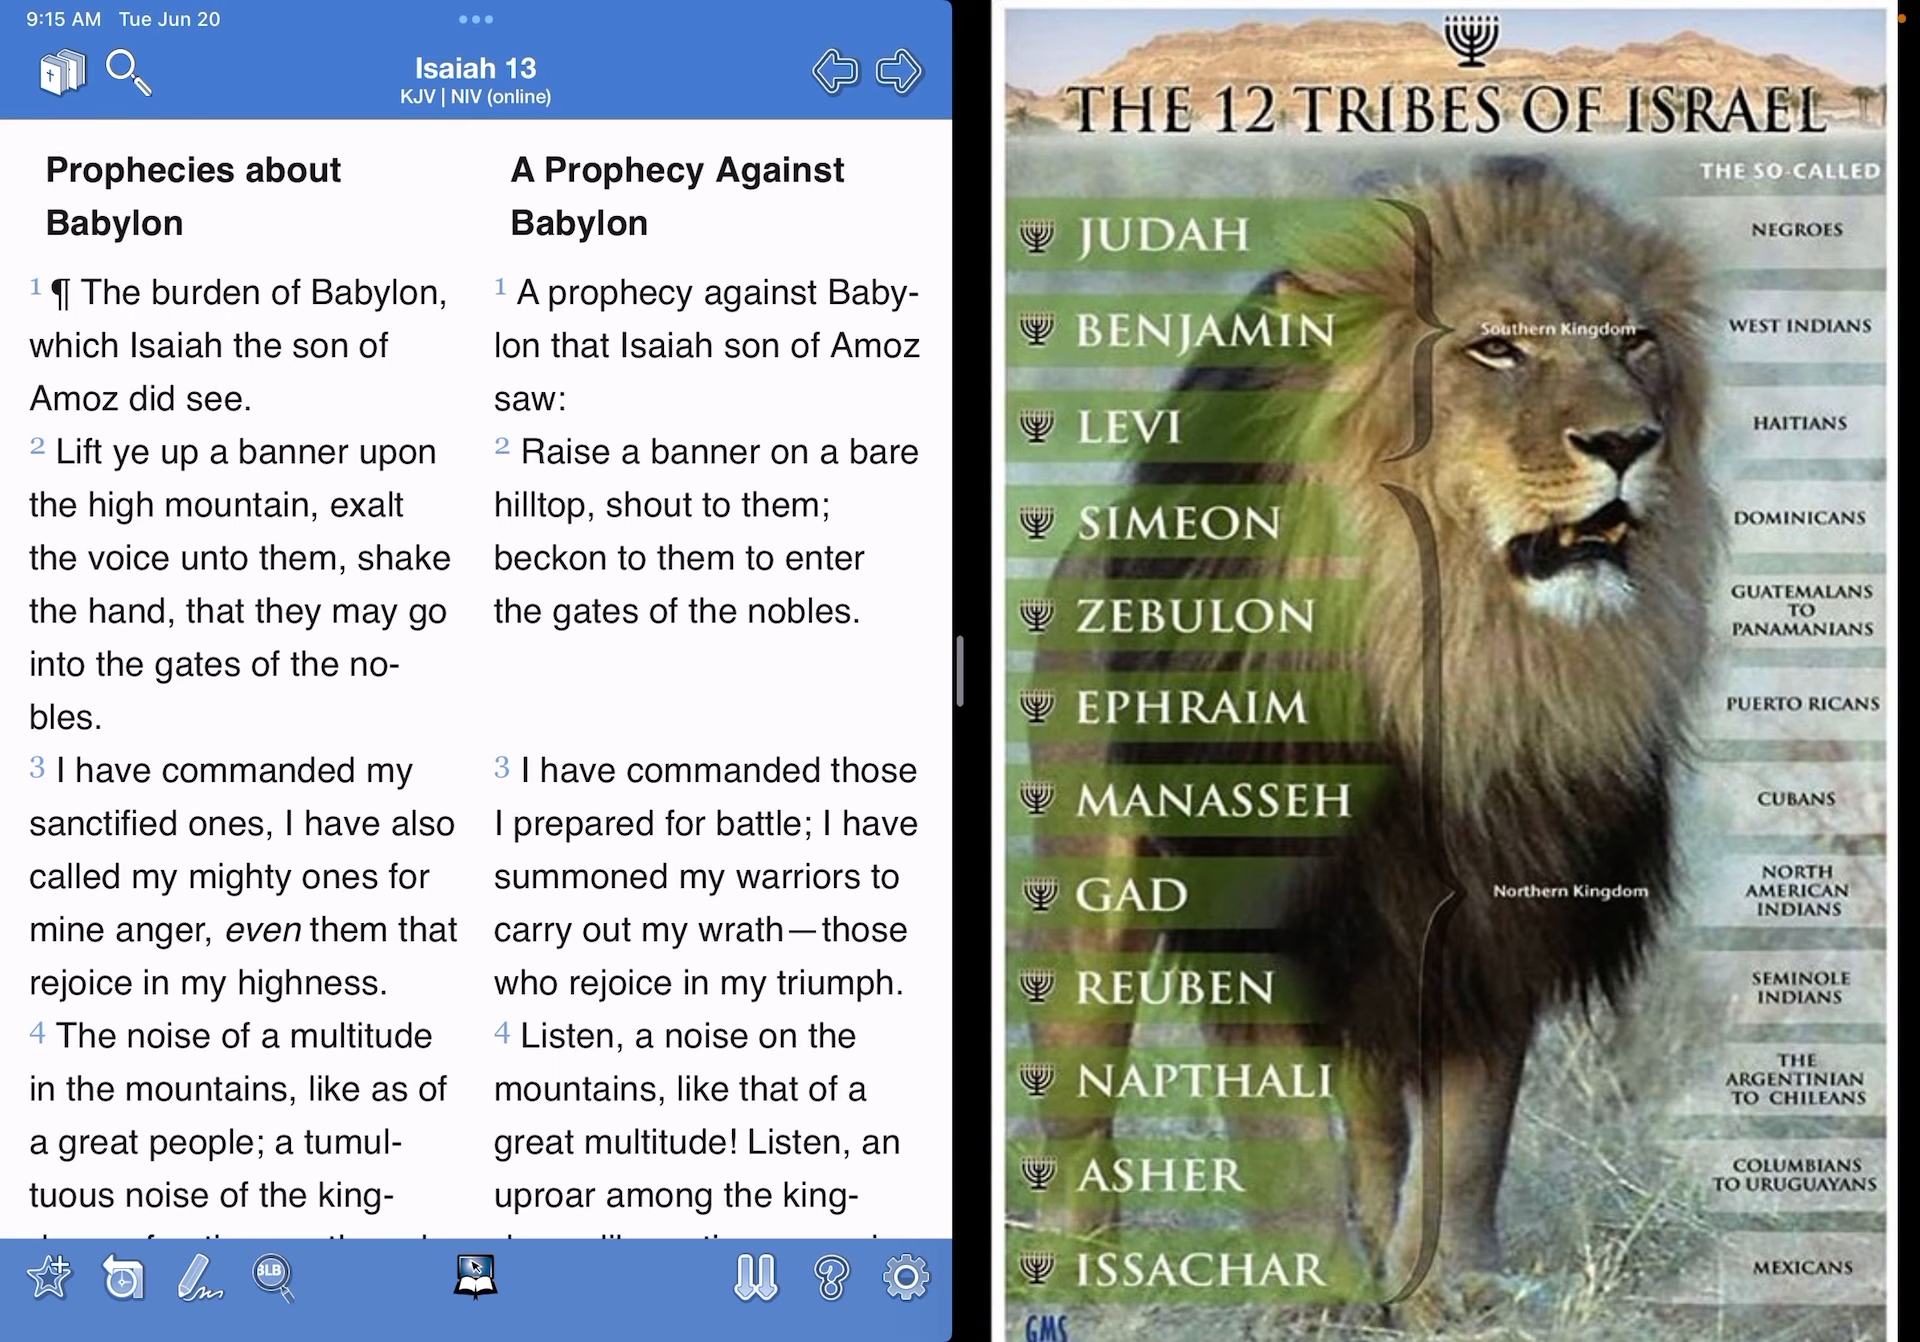 9:15 AM Tue Jun 20
Isaiah 13
KJV | NIV (online)
Prophecies about
Babylon
1 ¶ The burden of Babylon,
which Isaiah the son of
Amoz did see.
2 Lift ye up a banner upon
the high mountain, exalt
the voice unto them, shake
the hand, that they may go
into the gates of the no-
bles.
3 I have commanded my
sanctified ones, I have also
called my mighty ones for
mine anger, even them that
rejoice in my highness.
4 The noise of a multitude
in the mountains, like as of
a great people; a tumul-
tuous noise of the king-
A Prophecy Against
Babylon
1 A prophecy against Baby-
lon that Isaiah son of Amoz
saw:
2 Raise a banner on a bare
hilltop, shout to them;
beckon to them to enter
the gates of the nobles.
3 I have commanded those
I prepared for battle; I have
summoned my warriors to
carry out my wrath—those
who rejoice in my triumph.
4 Listen, a noise on the
mountains, like that of a
great multitude! Listen, an
uproar among the king-
BLB
THE 12 TRIBES OF ISRAEL
THE SO-CALLED
JUDAH
NEGROES
BENJAMIN
Southern Kingdom
WEST INDIANS
LEVI
HAITIANS
SIMEON
DOMINICANS
ZEBULON
GUATEMALANS
TO
PANAMANIANS
EPHRAIM
PUERTO RICANS
MANASSEH
CUBANS
GAD
Northern Kingdom
NORTH
AMERICAN
INDIANS
REUBEN
SEMINOLE
INDIANS
NAPTHALI
THE
ARGENTINIAN
TO CHILEANS
ASHER
COLUMBIANS
TO URUGUAYANS
ISSACHAR
MEXICANS
GMS